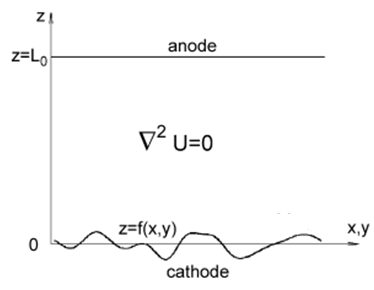 z
anode
z=L₀
∇² U=0
z=f(x,y)
x,y
0
cathode